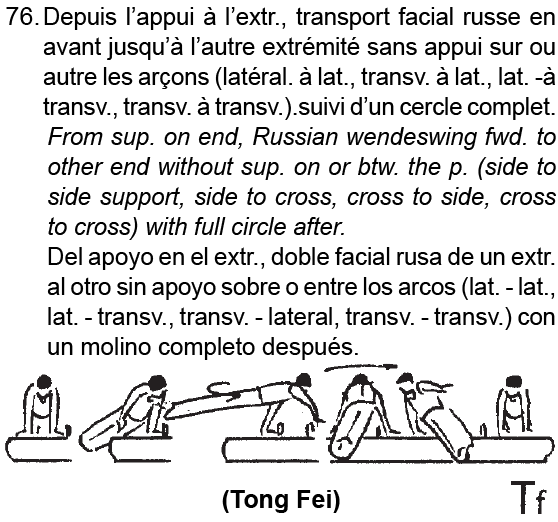 76. Depuis l'appui à l'extr., transport facial russe en
avant jusqu'à l'autre extrémité sans appui sur ou
autre les arçons (latéral. à lat., transv. à lat., lat. -à
transv., transv. à transv.).suivi d'un cercle complet.
From sup. on end, Russian wendeswing fwd. to
other end without sup. on or btw. the p. (side to
side support, side to cross, cross to side, cross
to cross) with full circle after.
Del apoyo en el extr., doble facial rusa de un extr.
al otro sin apoyo sobre o entre los arcos (lat. - lat.,
lat. - transv., transv. - lateral, transv. - transv.) con
un molino completo después.
(Tong Fei)
Tf